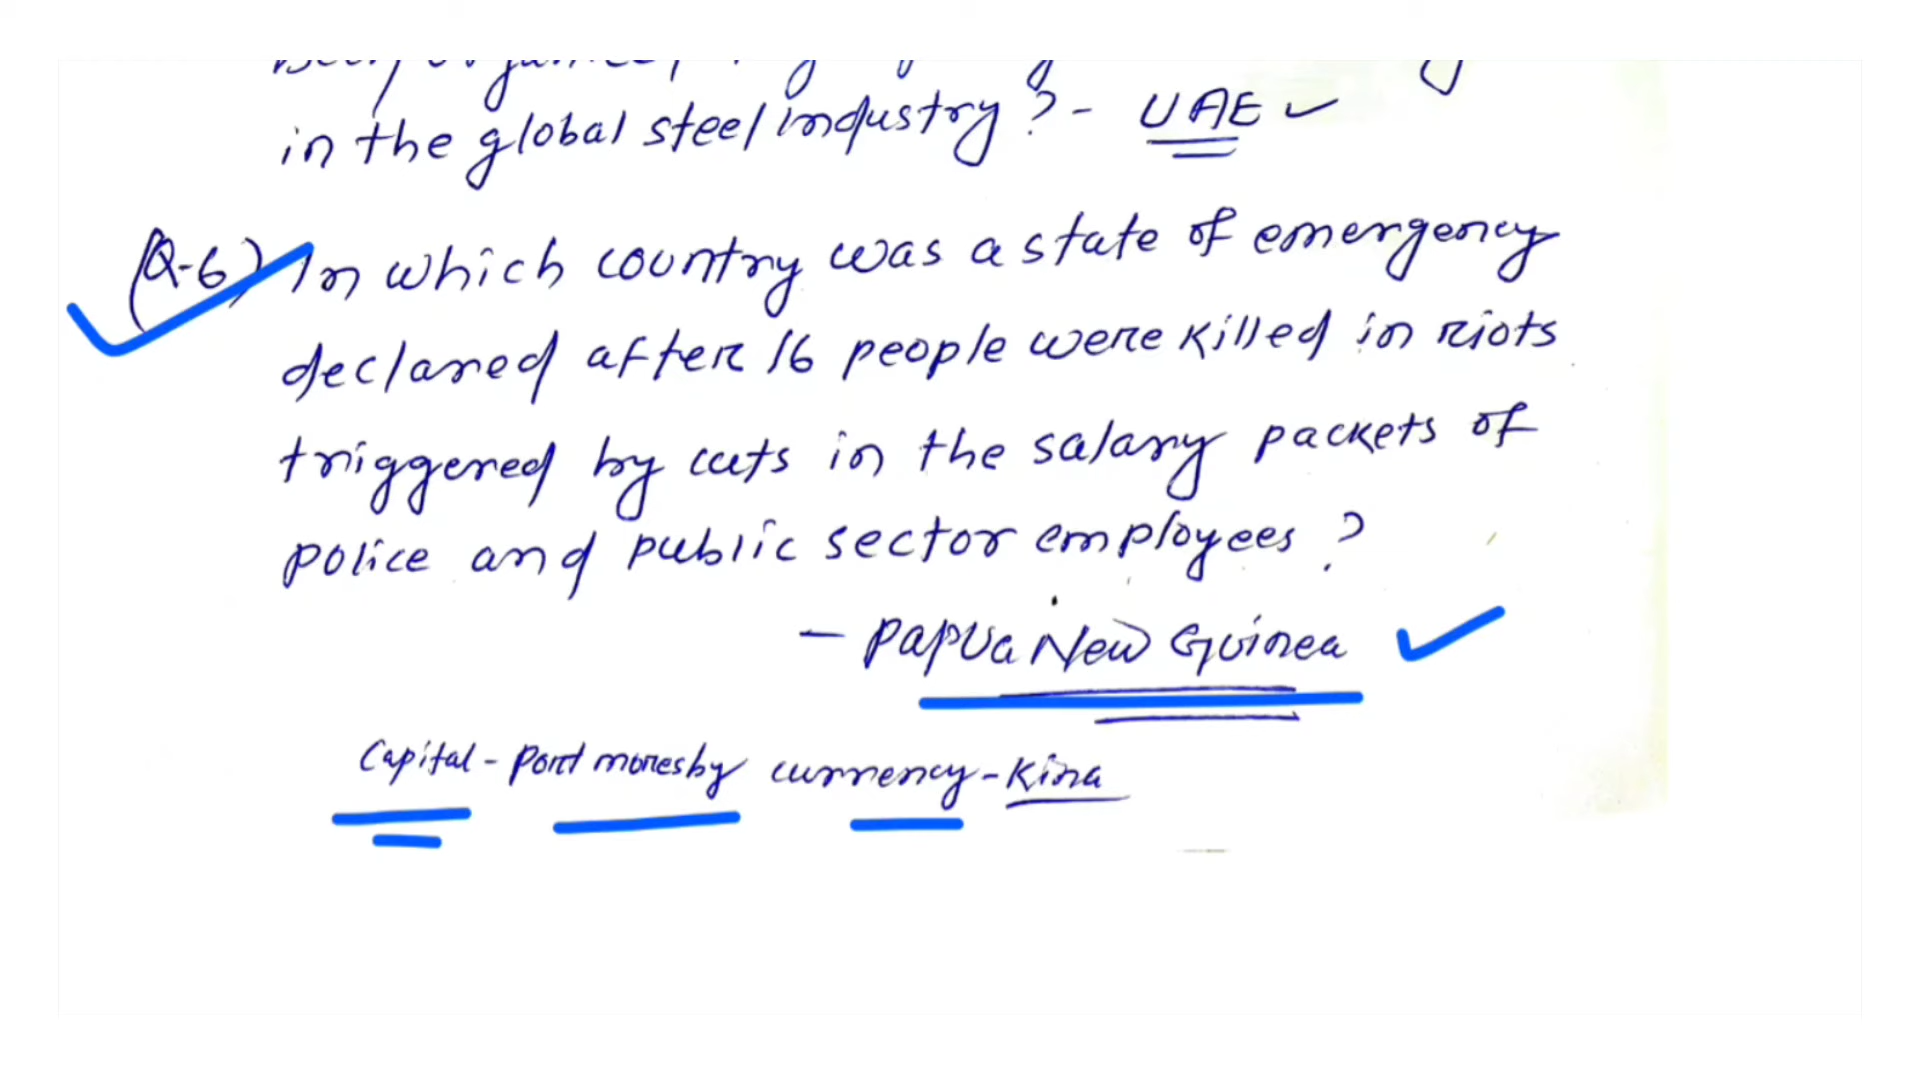 in the global steel industry? - UAE
(Q-6) In which country was a state of emergency
declared after 16 people were killed in riots
triggered by cuts in the salary packets of
police and public sector employees?
- Papua New Guinea
Capital - Port moresby currency - Kina